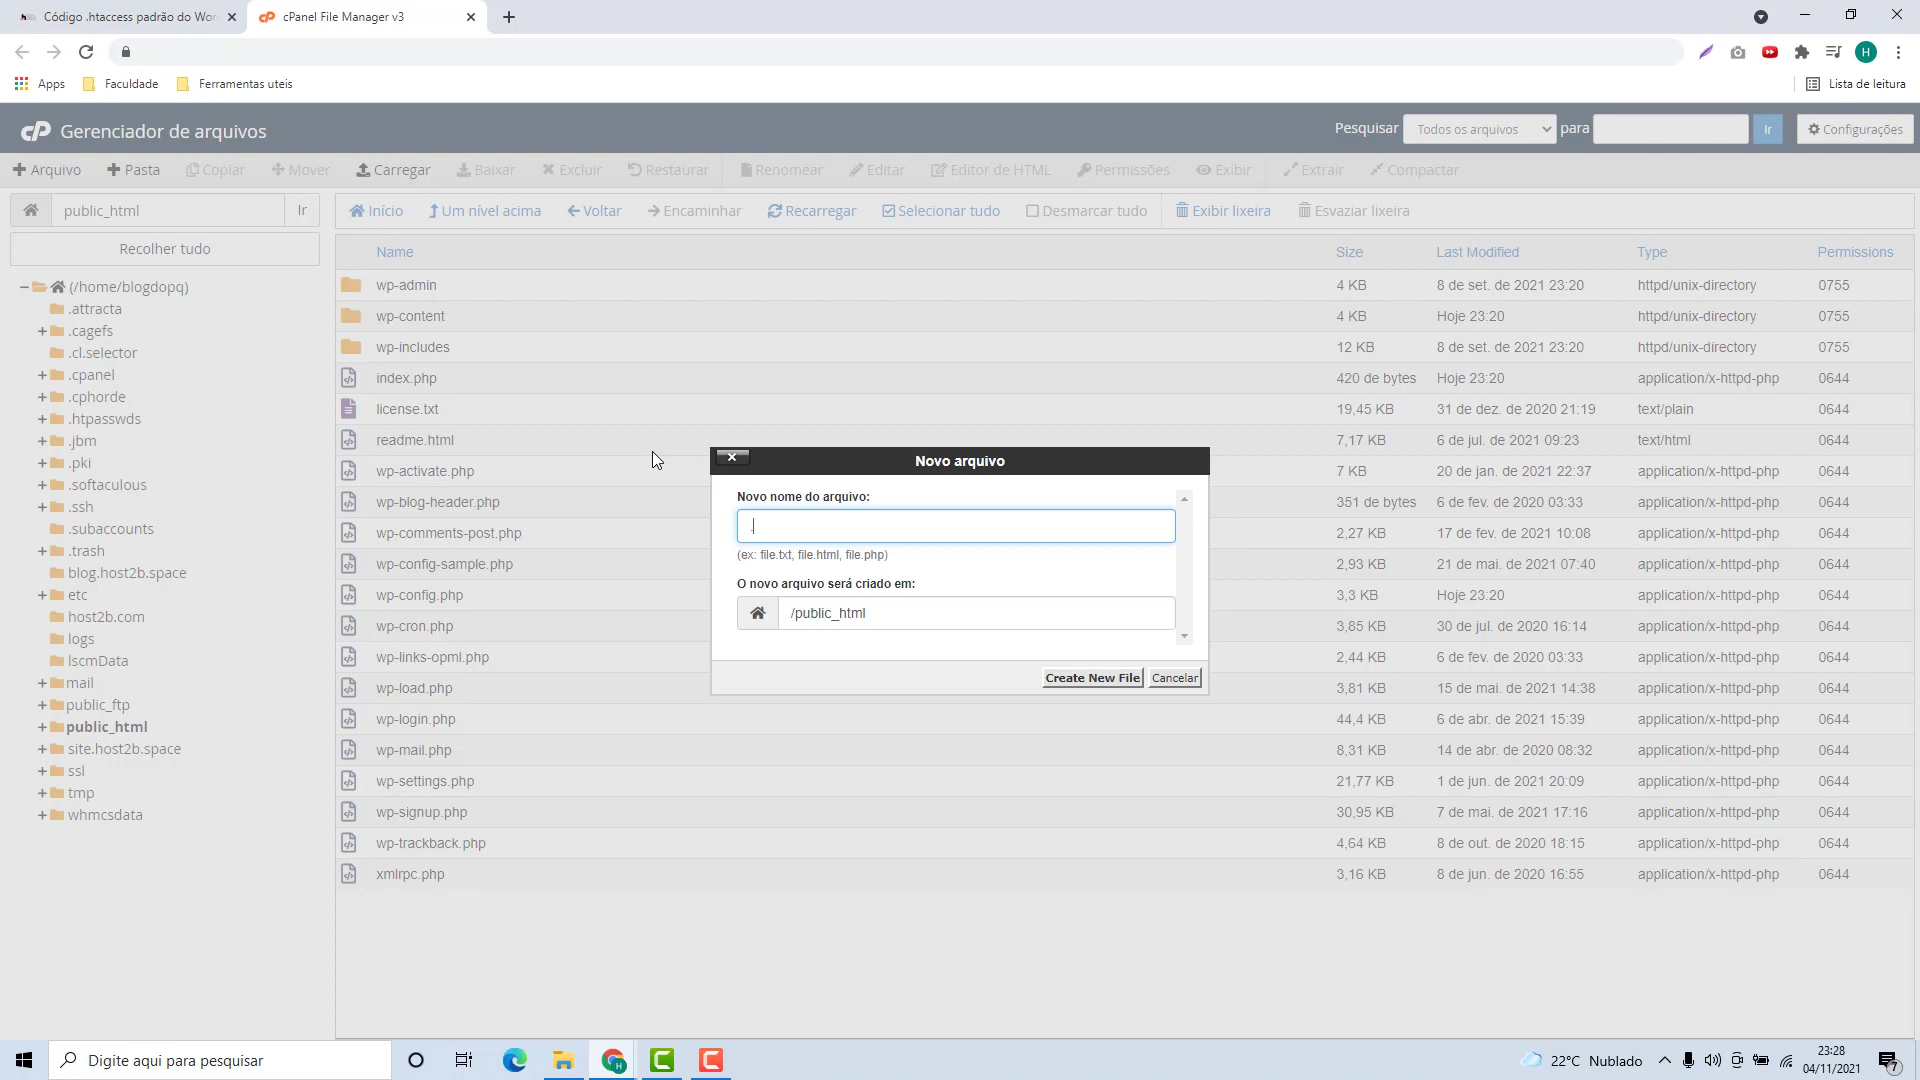 Código .htaccess padrão do Wor
cPanel File Manager v3
Apps
Faculdade
Ferramentas uteis
Lista de leitura
H
cP Gerenciador de arquivos
Pesquisar
Todos os arquivos
para
Ir
Configurações
Arquivo
Pasta
Copiar
Mover
Carregar
Baixar
Excluir
Restaurar
Renomear
Editar
Editor de HTML
Permissões
Exibir
Extrair
Compactar
public_html
Ir
Início
Um nível acima
Voltar
Encaminhar
Recarregar
Selecionar tudo
Desmarcar tudo
Exibir lixeira
Esvaziar lixeira
Recolher tudo
(/home/blogdopq)
.attracta
.cagefs
.cl.selector
.cpanel
.cphorde
.htpasswds
.jbm
.pki
.softaculous
.ssh
.subaccounts
.trash
blog.host2b.space
etc
host2b.com
logs
lscmData
mail
public_ftp
public_html
site.host2b.space
ssl
tmp
whmcsdata
Name Size Last Modified Type Permissions
wp-admin 4 KB 8 de set. de 2021 23:20 httpd/unix-directory 0755
wp-content 4 KB Hoje 23:20 httpd/unix-directory 0755
wp-includes 12 KB 8 de set. de 2021 23:20 httpd/unix-directory 0755
index.php 420 de bytes Hoje 23:20 application/x-httpd-php 0644
license.txt 19,45 KB 31 de dez. de 2020 21:19 text/plain 0644
readme.html 7,17 KB 6 de jul. de 2021 09:23 text/html 0644
wp-activate.php 7 KB 20 de jan. de 2021 22:37 application/x-httpd-php 0644
wp-blog-header.php 351 de bytes 6 de fev. de 2020 03:33 application/x-httpd-php 0644
wp-comments-post.php 2,27 KB 17 de fev. de 2021 10:08 application/x-httpd-php 0644
wp-config-sample.php 2,93 KB 21 de mai. de 2021 07:40 application/x-httpd-php 0644
wp-config.php 3,3 KB Hoje 23:20 application/x-httpd-php 0644
wp-cron.php 3,85 KB 30 de jul. de 2021 16:14 application/x-httpd-php 0644
wp-links-opml.php 2,44 KB 6 de fev. de 2020 03:33 application/x-httpd-php 0644
wp-load.php 3,81 KB 15 de mai. de 2021 14:38 application/x-httpd-php 0644
wp-login.php 44,4 KB 6 de abr. de 2021 15:39 application/x-httpd-php 0644
wp-mail.php 8,31 KB 14 de abr. de 2020 08:32 application/x-httpd-php 0644
wp-settings.php 21,77 KB 1 de jun. de 2021 20:09 application/x-httpd-php 0644
wp-signup.php 30,95 KB 7 de mai. de 2021 17:16 application/x-httpd-php 0644
wp-trackback.php 4,64 KB 8 de out. de 2020 18:15 application/x-httpd-php 0644
xmlrpc.php 3,16 KB 8 de jun. de 2020 16:55 application/x-httpd-php 0644
Novo arquivo
Novo nome do arquivo:
.
(ex: file.txt, file.html, file.php)
O novo arquivo será criado em:
/public_html
Create New File
Cancelar
Digite aqui para pesquisar
22°C Nublado
23:28
04/11/2021
7